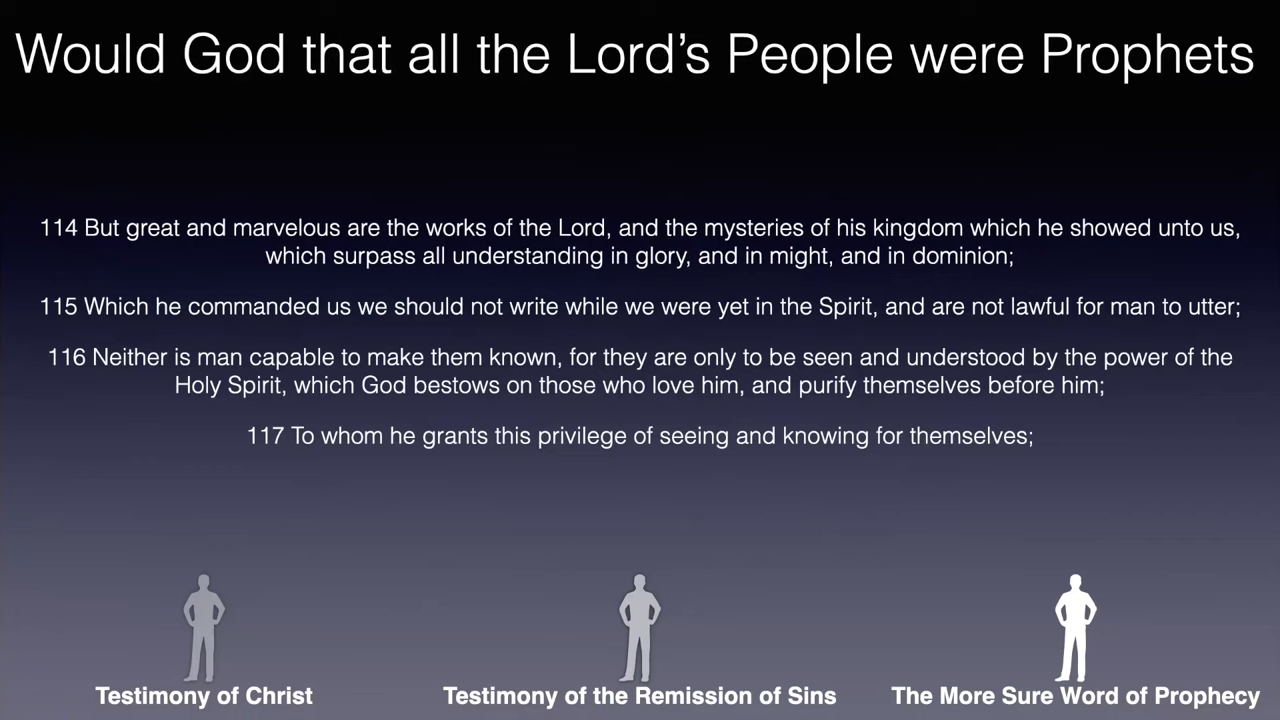 Would God that all the Lord’s People were Prophets
114 But great and marvelous are the works of the Lord, and the mysteries of his kingdom which he showed unto us,
which surpass all understanding in glory, and in might, and in dominion;
115 Which he commanded us we should not write while we were yet in the Spirit, and are not lawful for man to utter;
116 Neither is man capable to make them known, for they are only to be seen and understood by the power of the
Holy Spirit, which God bestows on those who love him, and purify themselves before him;
117 To whom he grants this privilege of seeing and knowing for themselves;
Testimony of Christ
Testimony of the Remission of Sins
The More Sure Word of Prophecy